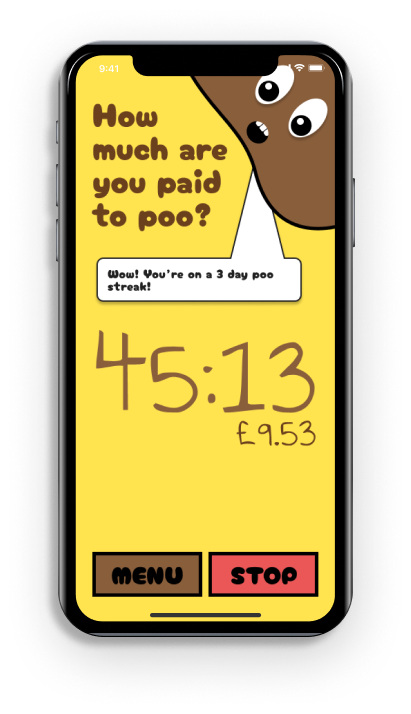 9:41
How
much are
you paid
to poo?
Wow! You're on a 3 day poo
streak!
45:13
£9.53
MENU
STOP